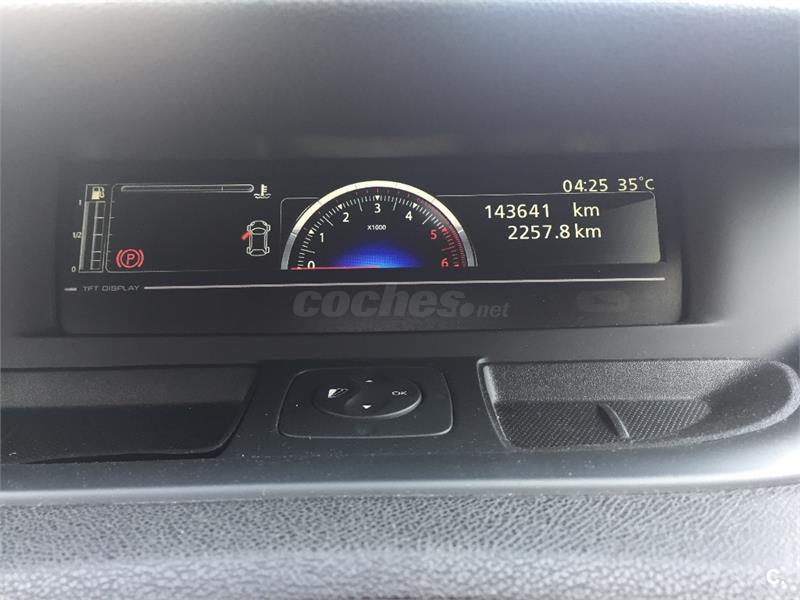 04:25 35°C
143641 km
2257.8 km
1
1/2
0
P
0 1 2 3 4 5 6
X1000
TFT DISPLAY
coches.net
OK
C.